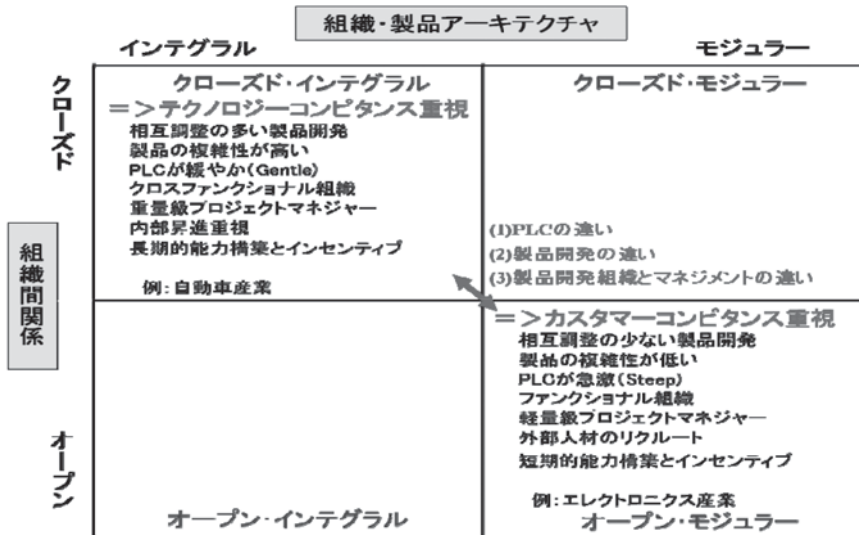 組織・製品アーキテクチャ
インテグラル
モジュラー
クローズド
組織間関係
オープン
クローズド・インテグラル
＝＞テクノロジーコンピタンス重視
相互調整の多い製品開発
製品の複雑性が高い
PLCが緩やか(Gentle)
クロスファンクショナル組織
重量級プロジェクトマネジャー
内部昇進重視
長期的能力構築とインセンティブ
例：自動車産業
クローズド・モジュラー
(1)PLCの違い
(2)製品開発の違い
(3)製品開発組織とマネジメントの違い
オープン・インテグラル
＝＞カスタマーコンピタンス重視
相互調整の少ない製品開発
製品の複雑性が低い
PLCが急激(Steep)
ファンクショナル組織
軽量級プロジェクトマネジャー
外部人材のリクルート
短期的能力構築とインセンティブ
例：エレクトロニクス産業
オープン・モジュラー